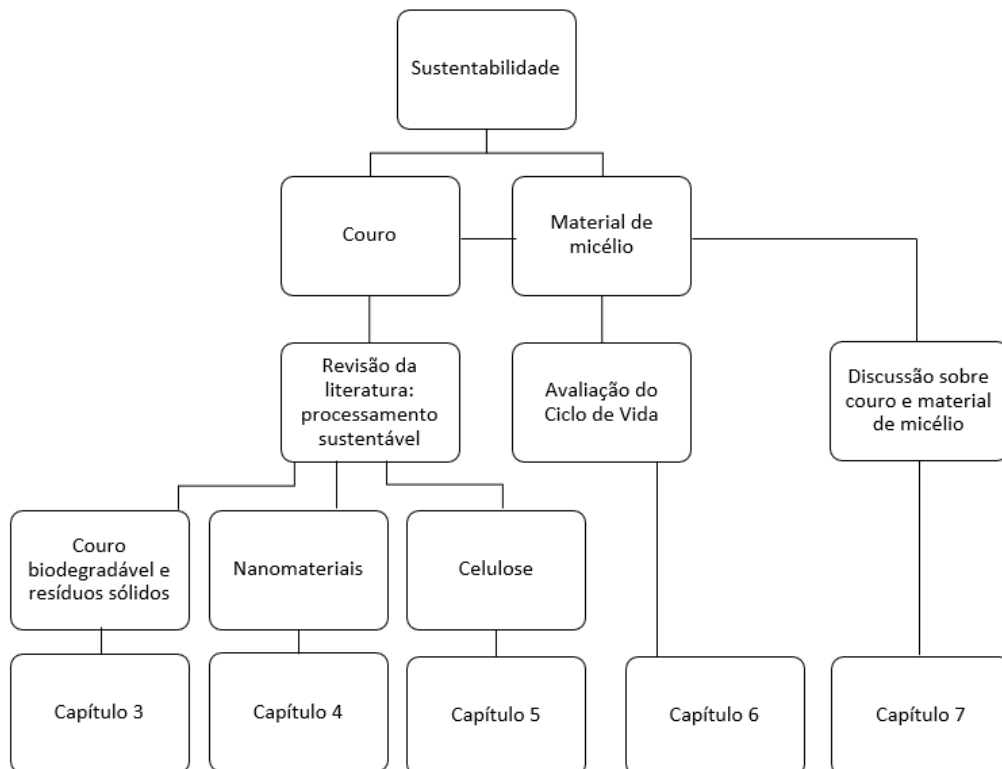 Sustentabilidade
Couro
Material de
micélio
Revisão da
literatura:
processamento
sustentável
Avaliação do
Ciclo de Vida
Discussão sobre
couro e material
de micélio
Couro
biodegradável e
resíduos sólidos
Nanomateriais
Celulose
Capítulo 3
Capítulo 4
Capítulo 5
Capítulo 6
Capítulo 7